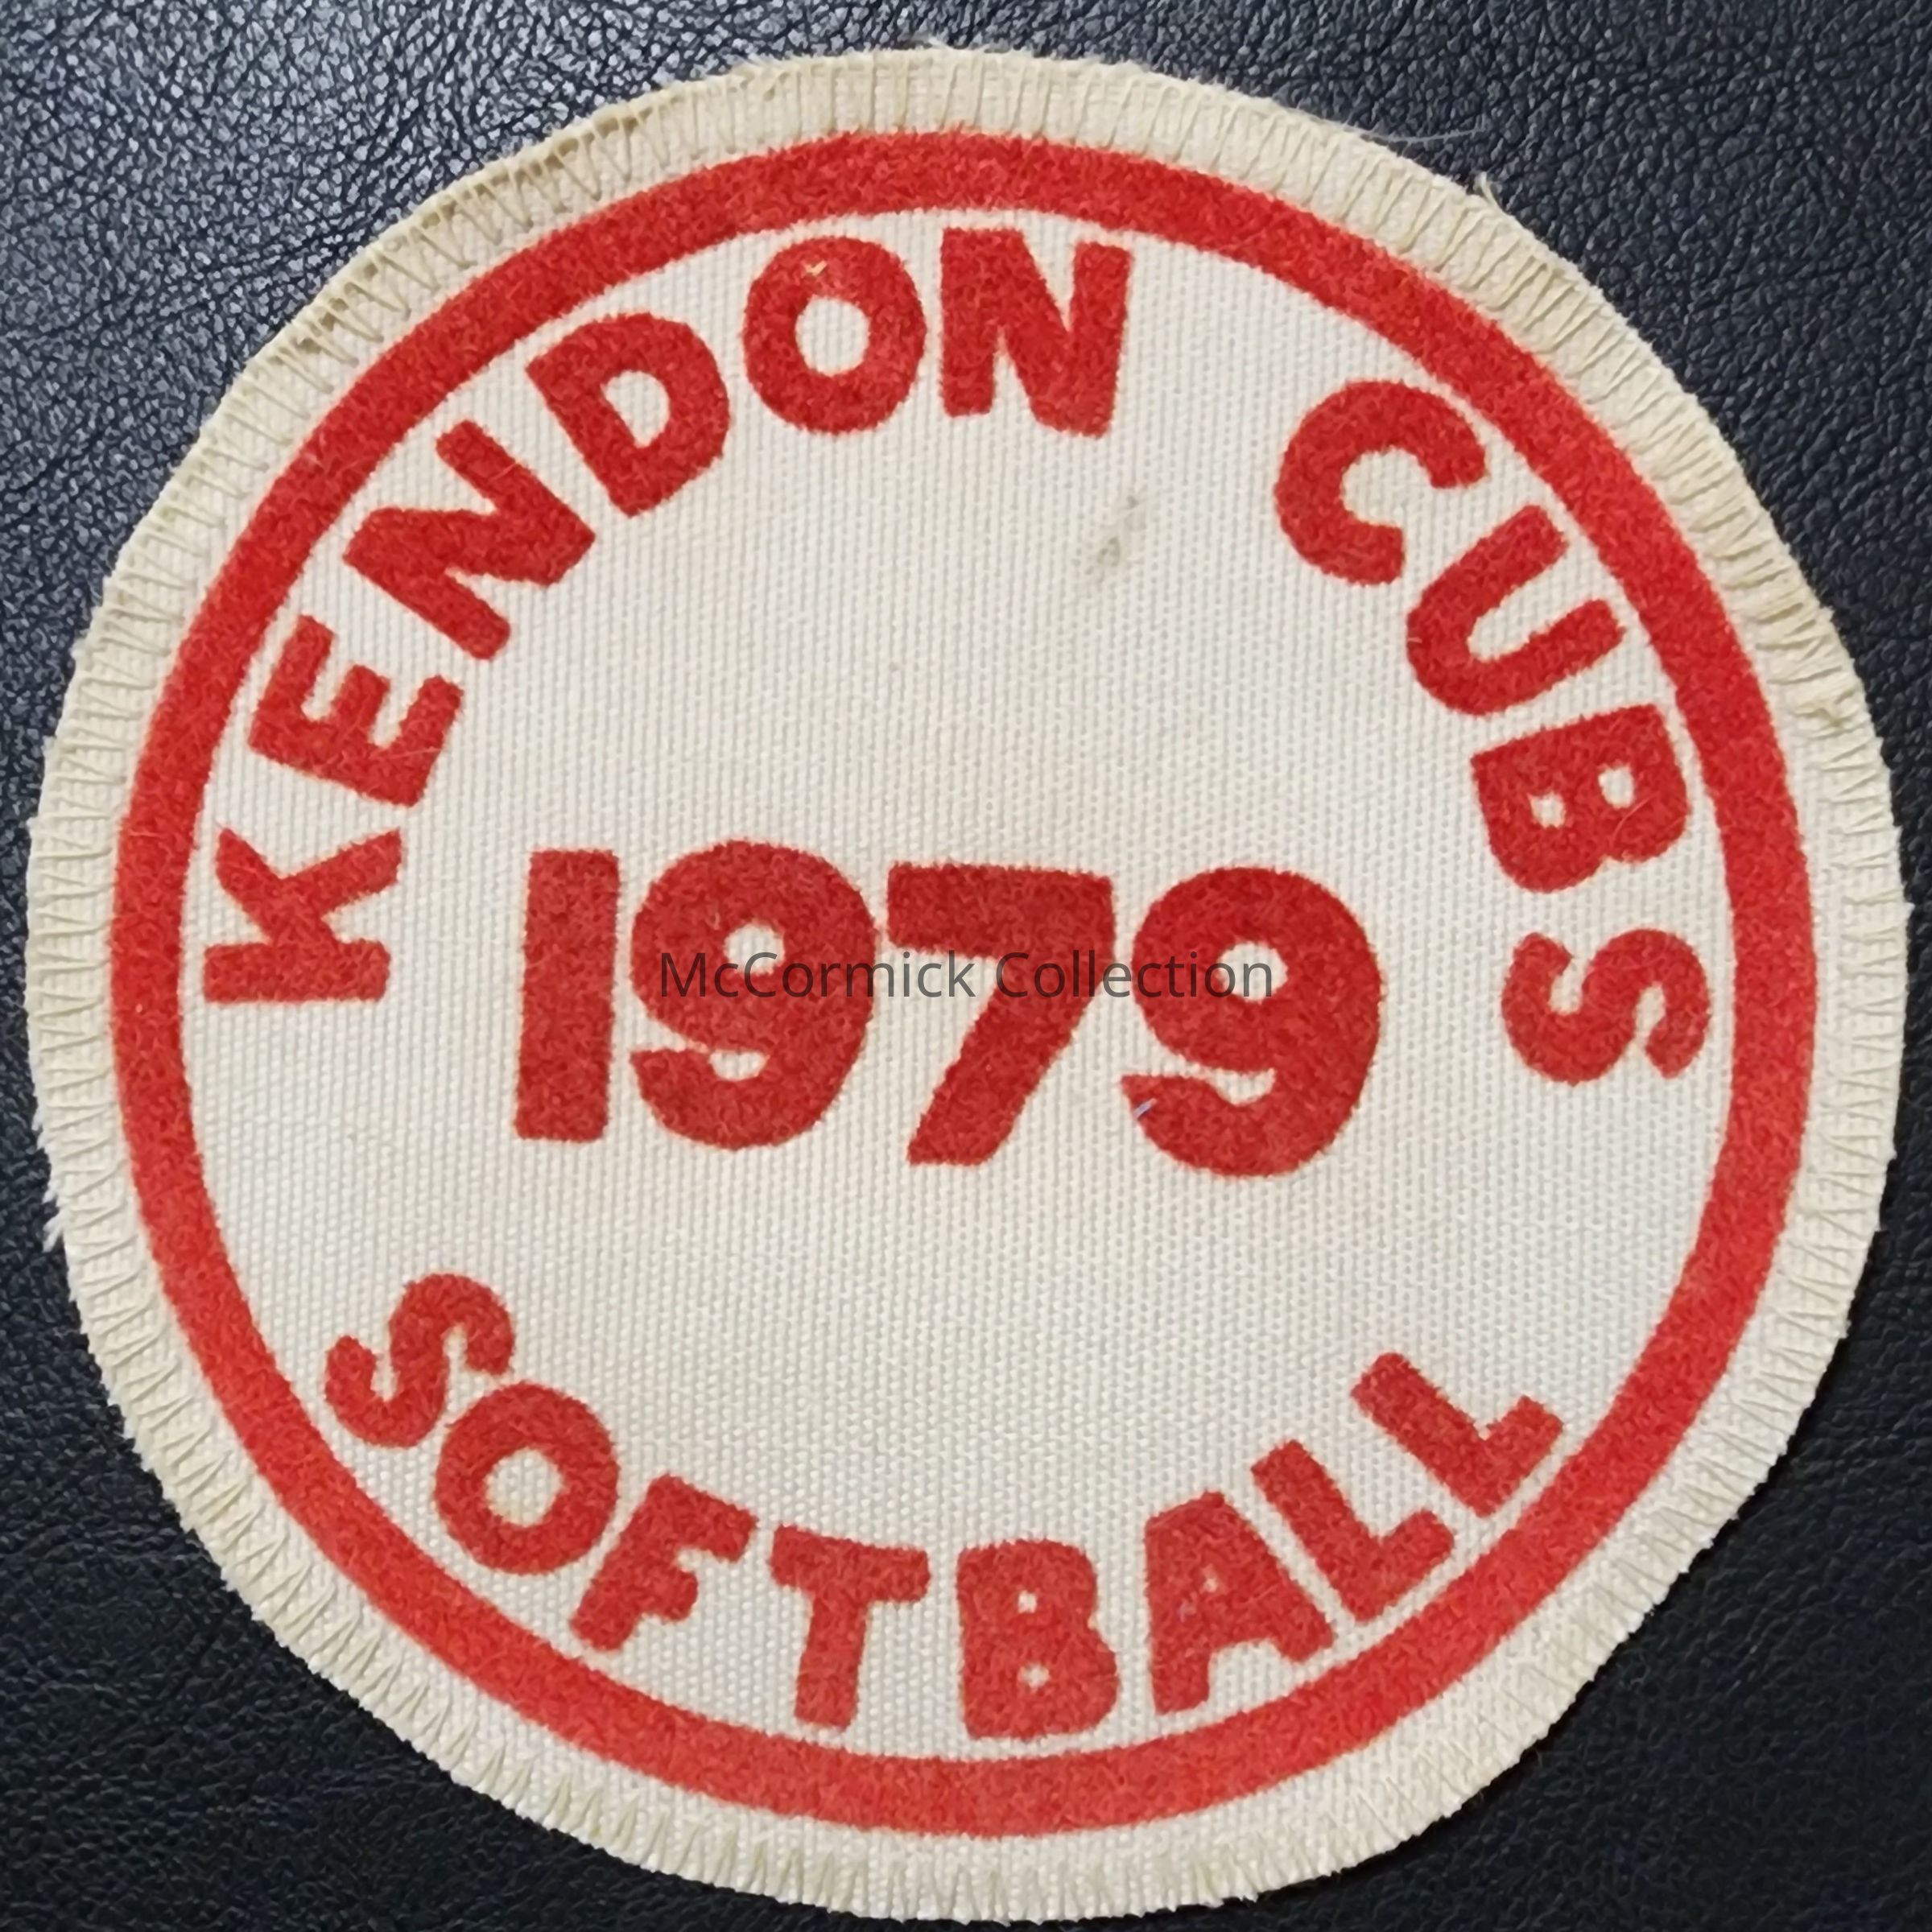 KENDON CUBS
1979
McCormick Collection
SOFTBALL